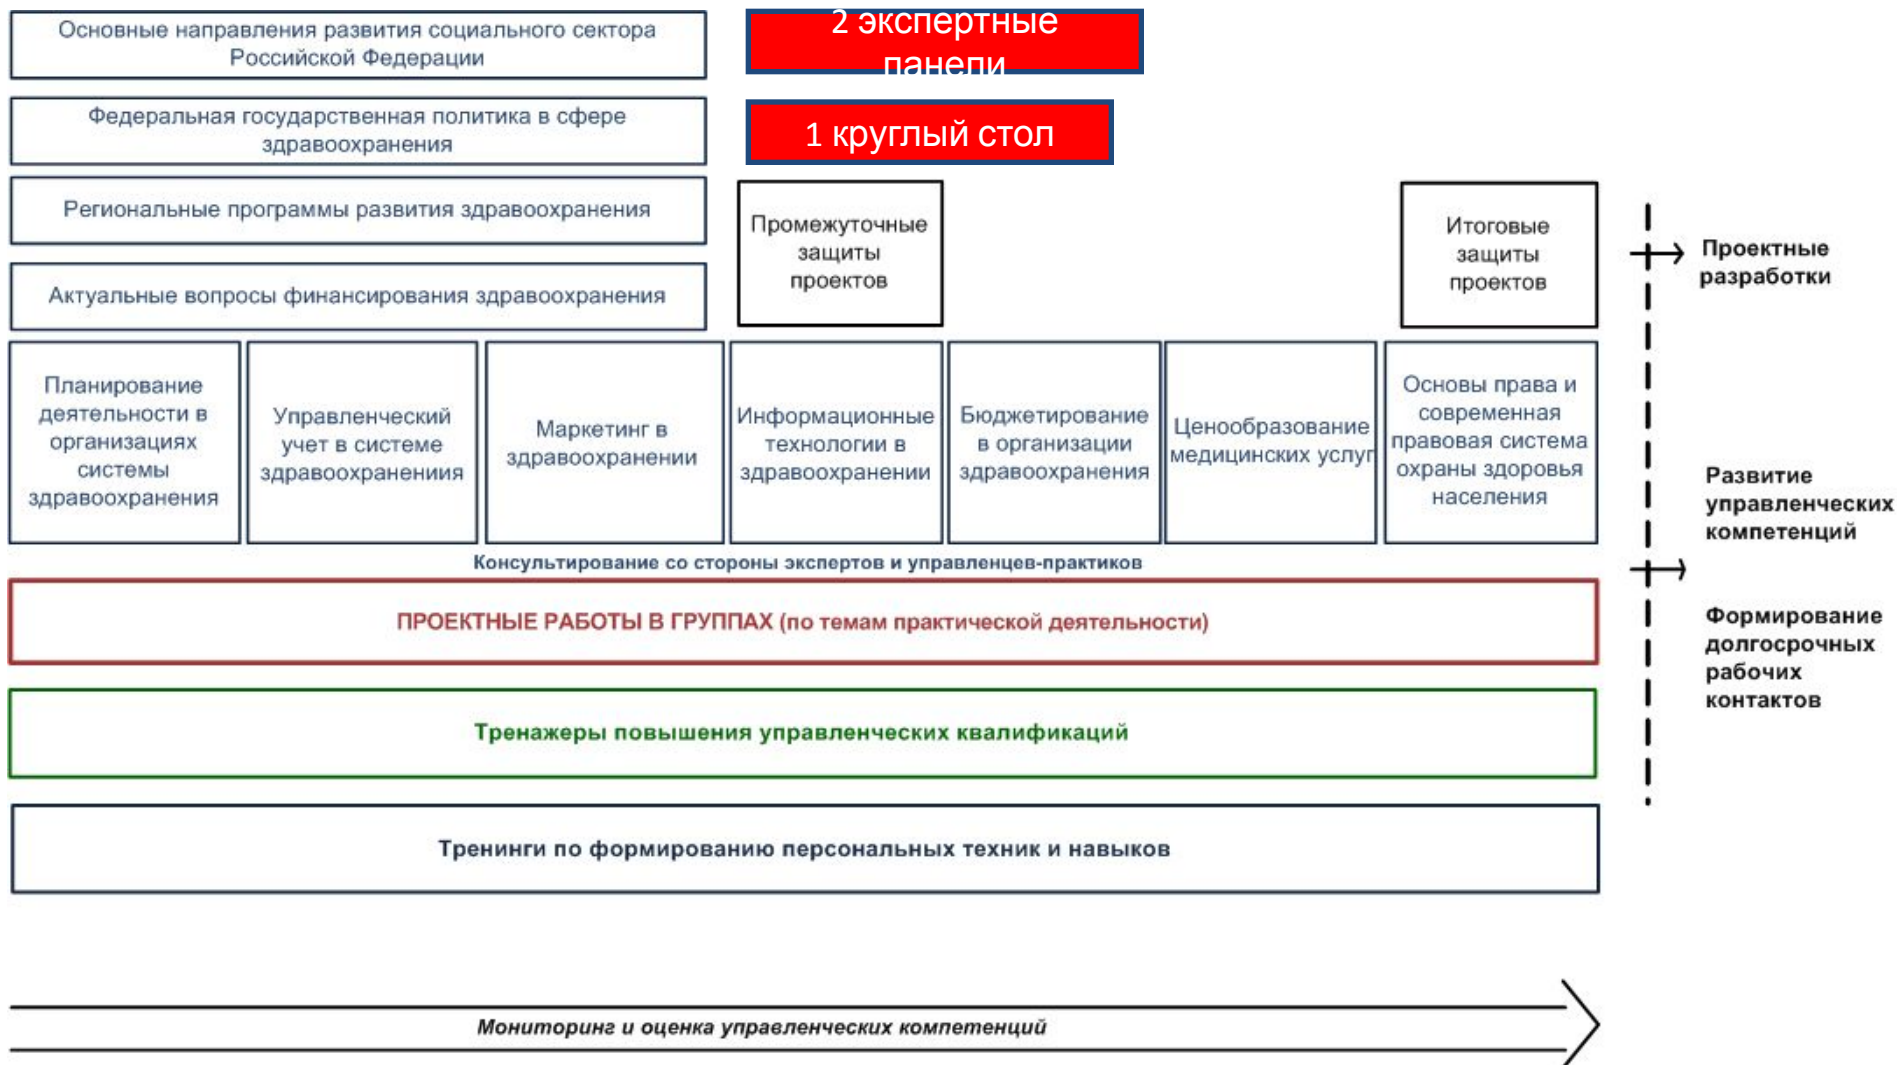 Основные направления развития социального сектора
Российской Федерации
2 экспертные
панели
Федеральная государственная политика в сфере
здравоохранения
1 круглый стол
Региональные программы развития здравоохранения
Актуальные вопросы финансирования здравоохранения
Промежуточные
защиты
проектов
Итоговые
защиты
проектов
Проектные
разработки
Планирование
деятельности в
организациях
системы
здравоохранения
Управленческий
учет в системе
здравоохранениия
Маркетинг в
здравоохранении
Информационные
технологии в
здравоохранении
Бюджетирование
в организации
здравоохранения
Ценообразование
медицинских услуг
Основы права и
современная
правовая система
охраны здоровья
населения
Развитие
управленческих
компетенций
Консультирование со стороны экспертов и управленцев-практиков
ПРОЕКТНЫЕ РАБОТЫ В ГРУППАХ (по темам практической деятельности)
Формирование
долгосрочных
рабочих
контактов
Тренажеры повышения управленческих квалификаций
Тренинги по формированию персональных техник и навыков
Мониторинг и оценка управленческих компетенций